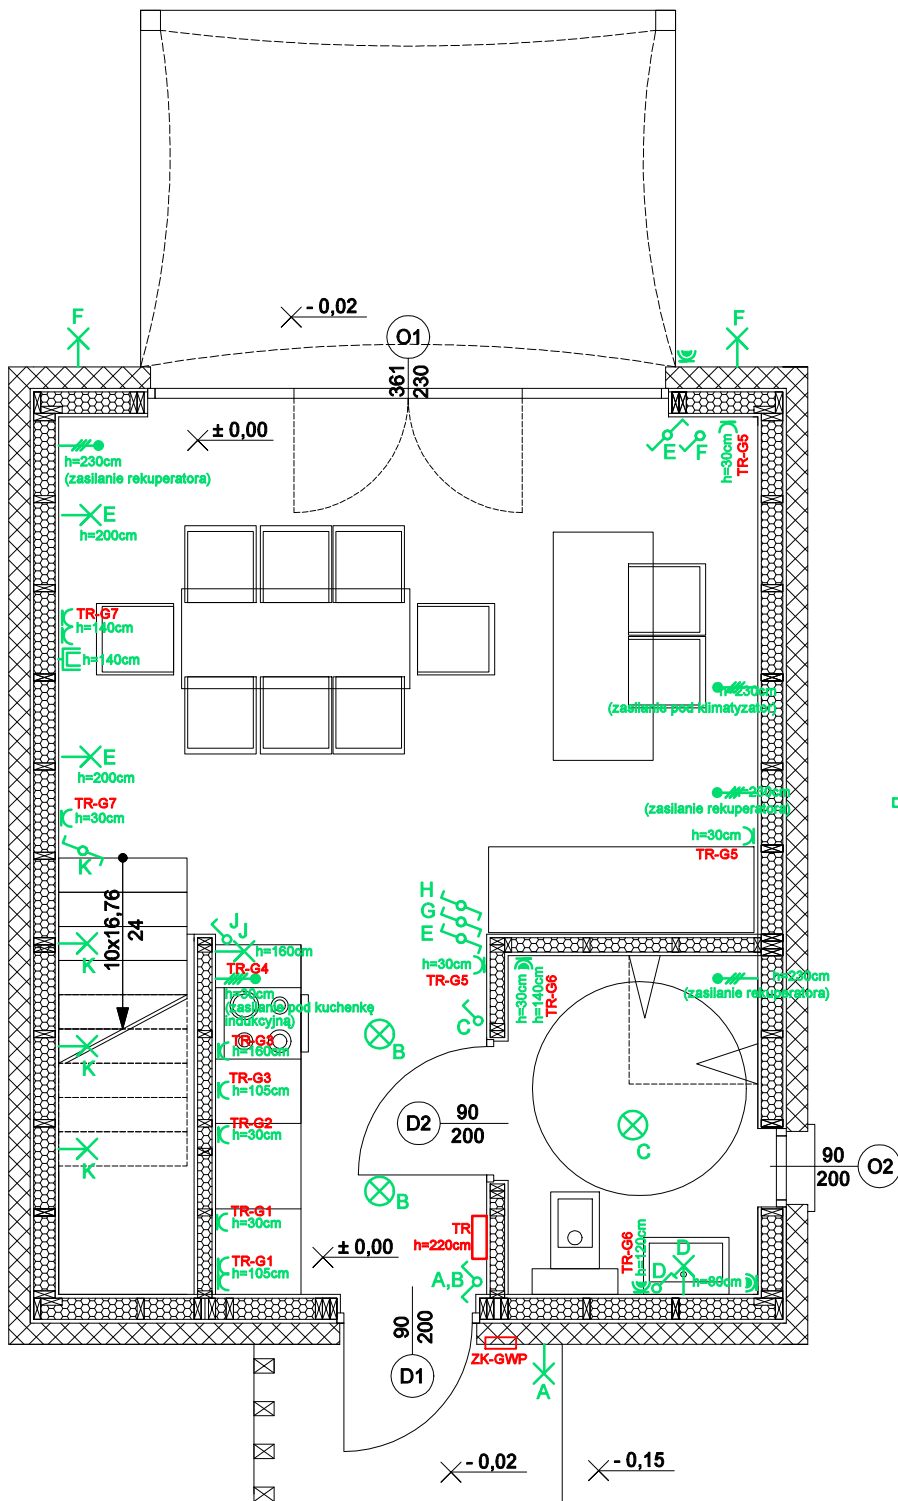 - 0,02
F
F
O1
361
230
± 0,00
E
F
h=30cm
TR-G5
h=230cm
(zasilanie rekuperatora)
E
h=200cm
TR-G7
h=140cm
h=140cm
h=230cm
(zasilanie pod klimatyzator)
E
h=200cm
h=230cm
(zasilanie rekuperatora)
D
TR-G7
h=30cm
h=30cm
TR-G5
K
10x16,76
24
H
G
E
J
J
h=160cm
K
h=30cm
TR-G5
TR-G4
h=30cm
(zasilanie pod kuchenkę
indukcyjną)
h=30cm
h=140cm
TR-G6
h=230cm
(zasilanie rekuperatora)
C
B
TR-G3
h=160cm
K
TR-G3
h=105cm
D2
90
200
TR-G2
h=30cm
C
K
90
200
O2
B
TR-G1
h=30cm
TR
h=220cm
± 0,00
TR-G1
h=105cm
A,B
TR-G6
h=120cm
D
D
h=80cm
90
200
ZK-GWP
D1
A
- 0,02
- 0,15